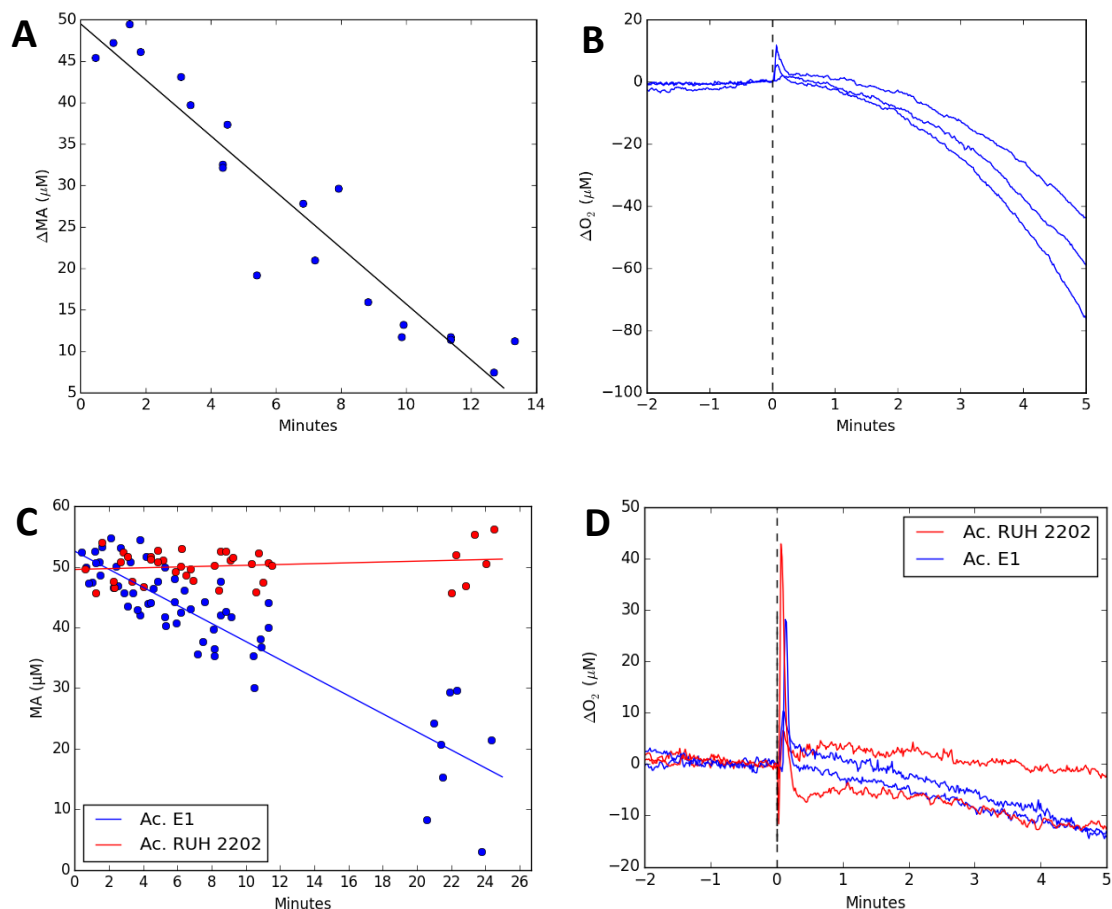 A
50
45
40
35
30
25
20
15
10
5
ΔMA (μM)
0 2 4 6 8 10 12 14
Minutes
B
20
0
−20
−40
−60
−80
−100
ΔO₂ (μM)
−2 −1 0 1 2 3 4 5
Minutes
C
60
50
40
30
20
10
0
MA (μM)
Ac. E1
Ac. RUH 2202
0 2 4 6 8 10 12 14 16 18 20 22 24 26
Minutes
D
50
40
30
20
10
0
−10
−20
ΔO₂ (μM)
Ac. RUH 2202
Ac. E1
−2 −1 0 1 2 3 4 5
Minutes